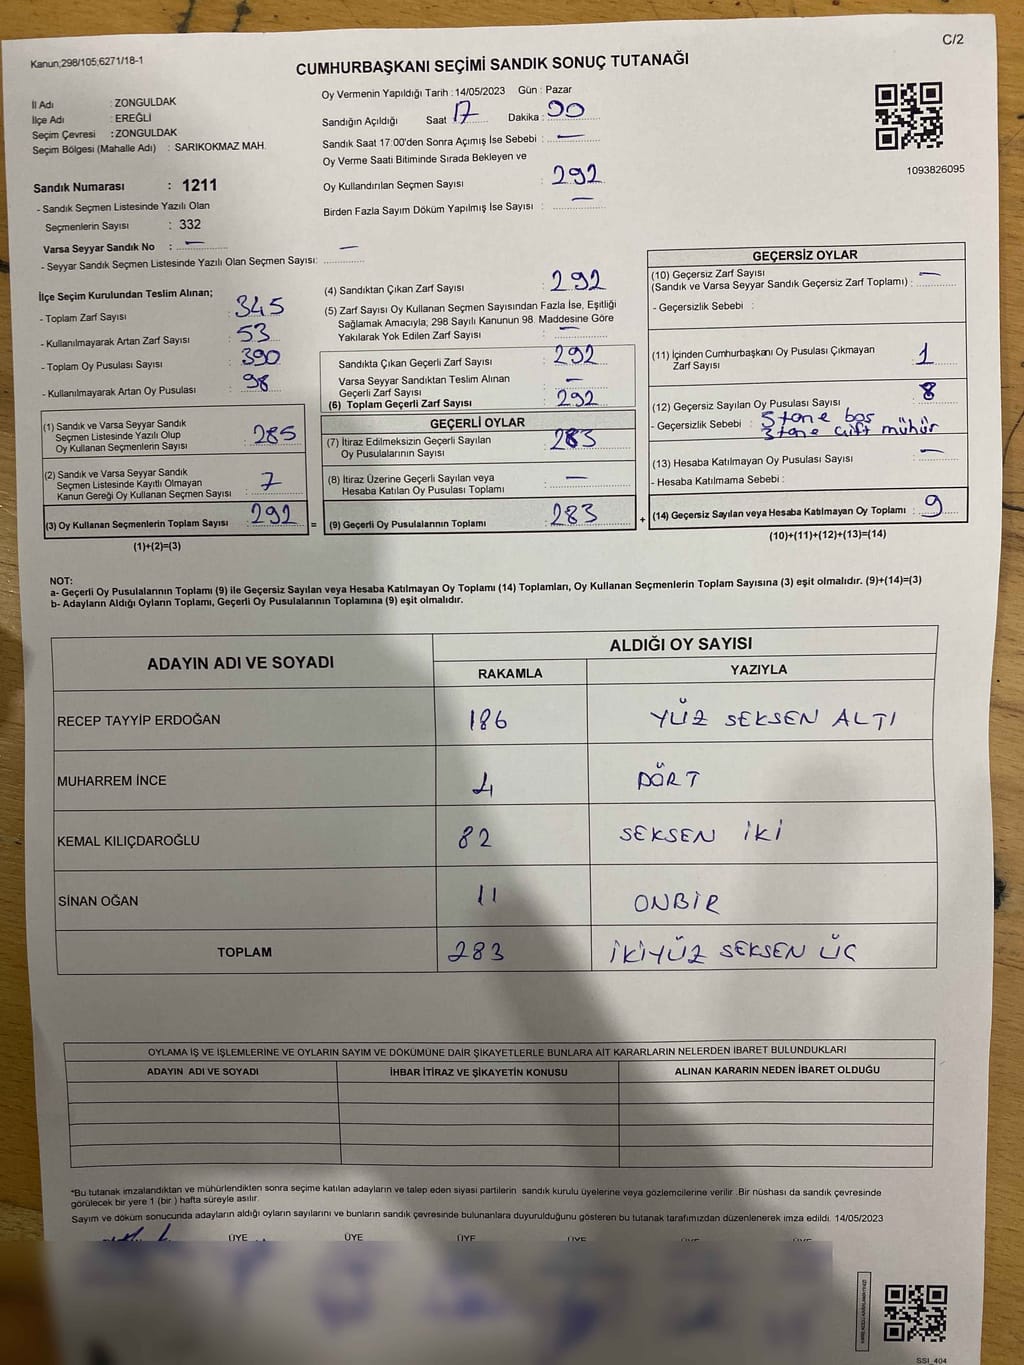 C/2
Kanun;298/105;6271/18-1
CUMHURBAŞKANI SEÇİMİ SANDIK SONUÇ TUTANAĞI
İl Adı : ZONGULDAK
İlçe Adı : EREĞLİ
Seçim Çevresi : ZONGULDAK
Seçim Bölgesi (Mahalle Adı) : SARIKOKMAZ MAH.
Sandık Numarası : 1211
- Sandık Seçmen Listesinde Yazılı Olan
Seçmenlerin Sayısı : 332
Varsa Seyyar Sandık No : —
- Seyyar Sandık Seçmen Listesinde Yazılı Olan Seçmen Sayısı: —
Oy Vermenin Yapıldığı Tarih : 14/05/2023 Gün : Pazar
Sandığın Açıldığı Saat 17 Dakika : 00
Sandık Saat 17:00'den Sonra Açımış İse Sebebi : —
Oy Verme Saati Bitiminde Sırada Bekleyen ve
Oy Kullandırılan Seçmen Sayısı : 292
Birden Fazla Sayım Döküm Yapılmış İse Sayısı : —
1093826095
İlçe Seçim Kurulundan Teslim Alınan;
- Toplam Zarf Sayısı : 345
- Kullanılmayarak Artan Zarf Sayısı : 53
- Toplam Oy Pusulası Sayısı : 390
- Kullanılmayarak Artan Oy Pusulası : 98
(1) Sandık ve Varsa Seyyar Sandık
Seçmen Listesinde Yazılı Olup
Oy Kullanan Seçmenlerin Sayısı : 285
(2) Sandık ve Varsa Seyyar Sandık
Seçmen Listesinde Kayıtlı Olmayan
Kanun Gereği Oy Kullanan Seçmen Sayısı : 7
(3) Oy Kullanan Seçmenlerin Toplam Sayısı : 292
(1)+(2)=(3)
(4) Sandıktan Çıkan Zarf Sayısı : 292
(5) Zarf Sayısı Oy Kullanan Seçmen Sayısından Fazla İse, Eşitliği
Sağlamak Amacıyla; 298 Sayılı Kanunun 98. Maddesine Göre
Yakılarak Yok Edilen Zarf Sayısı : —
Sandıkta Çıkan Geçerli Zarf Sayısı : 292
Varsa Seyyar Sandıktan Teslim Alınan
Geçerli Zarf Sayısı : —
(6) Toplam Geçerli Zarf Sayısı : 292
GEÇERLİ OYLAR
(7) İtiraz Edilmeksizin Geçerli Sayılan
Oy Pusulalarının Sayısı : 283
(8) İtiraz Üzerine Geçerli Sayılan veya
Hesaba Katılan Oy Pusulası Toplamı : —
= (9) Geçerli Oy Pusulalarının Toplamı : 283
GEÇERSİZ OYLAR
(10) Geçersiz Zarf Sayısı
(Sandık ve Varsa Seyyar Sandık Geçersiz Zarf Toplamı) : —
- Geçersizlik Sebebi :
(11) İçinden Cumhurbaşkanı Oy Pusulası Çıkmayan
Zarf Sayısı : 1
(12) Geçersiz Sayılan Oy Pusulası Sayısı : 8
- Geçersizlik Sebebi : 5 tane boş
3 tane çift mühür
(13) Hesaba Katılmayan Oy Pusulası Sayısı : —
- Hesaba Katılmama Sebebi :
+ (14) Geçersiz Sayılan veya Hesaba Katılmayan Oy Toplamı : 9
(10)+(11)+(12)+(13)=(14)
NOT:
a- Geçerli Oy Pusulalarının Toplamı (9) ile Geçersiz Sayılan veya Hesaba Katılmayan Oy Toplamı (14) Toplamları, Oy Kullanan Seçmenlerin Toplam Sayısına (3) eşit olmalıdır. (9)+(14)=(3)
b- Adayların Aldığı Oyların Toplamı, Geçerli Oy Pusulalarının Toplamına (9) eşit olmalıdır.
ADAYIN ADI VE SOYADI
ALDIĞI OY SAYISI
RAKAMLA YAZIYLA
RECEP TAYYİP ERDOĞAN 186 YÜZ SEKSEN ALTI
MUHARREM İNCE 4 DÖRT
KEMAL KILIÇDAROĞLU 82 SEKSEN İKİ
SİNAN OĞAN 11 ONBİR
TOPLAM 283 İKİYÜZ SEKSEN ÜÇ
OYLAMA İŞ VE İŞLEMLERİNE VE OYLARIN SAYIM VE DÖKÜMÜNE DAİR ŞİKAYETLERLE BUNLARA AİT KARARLARIN NELERDEN İBARET BULUNDUKLARI
ADAYIN ADI VE SOYADI İHBAR İTİRAZ VE ŞİKAYETİN KONUSU ALINAN KARARIN NEDEN İBARET OLDUĞU
*Bu tutanak imzalandıktan ve mühürlendikten sonra seçime katılan adayların ve talep eden siyasi partilerin sandık kurulu üyelerine veya gözlemcilerine verilir .Bir nüshası da sandık çevresinde
görülecek bir yere 1 (bir ) hafta süreyle asılır.
Sayım ve döküm sonucunda adayların aldığı oyların sayılarını ve bunların sandık çevresinde bulunanlara duyurulduğunu gösteren bu tutanak tarafımızdan düzenlenerek imza edildi. 14/05/2023
ÜYE ÜYE ÜYE ÜYE
SSI_404